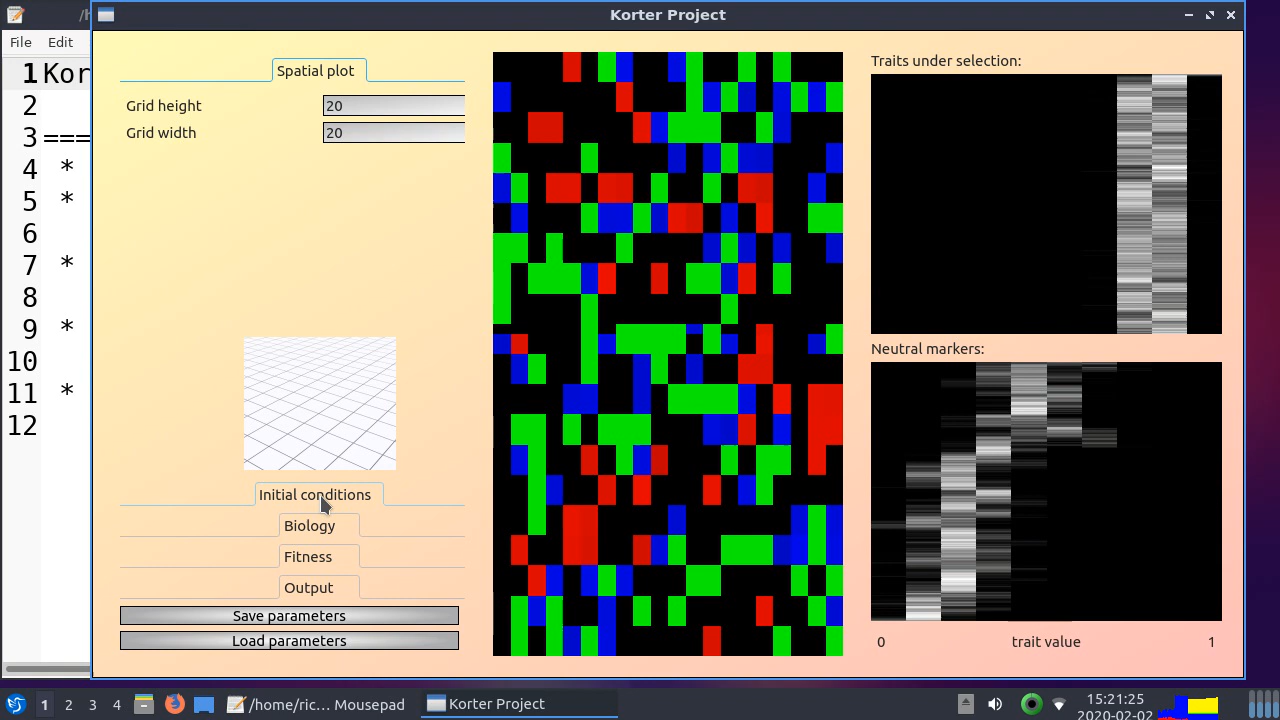 Korter Project
File Edit
1 Kor
2
3 ====
4 *
5 *
6
7 *
8
9 *
10
11 *
12
Spatial plot
Grid height 20
Grid width 20
Initial conditions
Biology
Fitness
Output
Save parameters
Load parameters
Traits under selection:
Neutral markers:
0 trait value 1
1 2 3 4 /home/ric... Mousepad Korter Project 15:21:25
2020-02-02